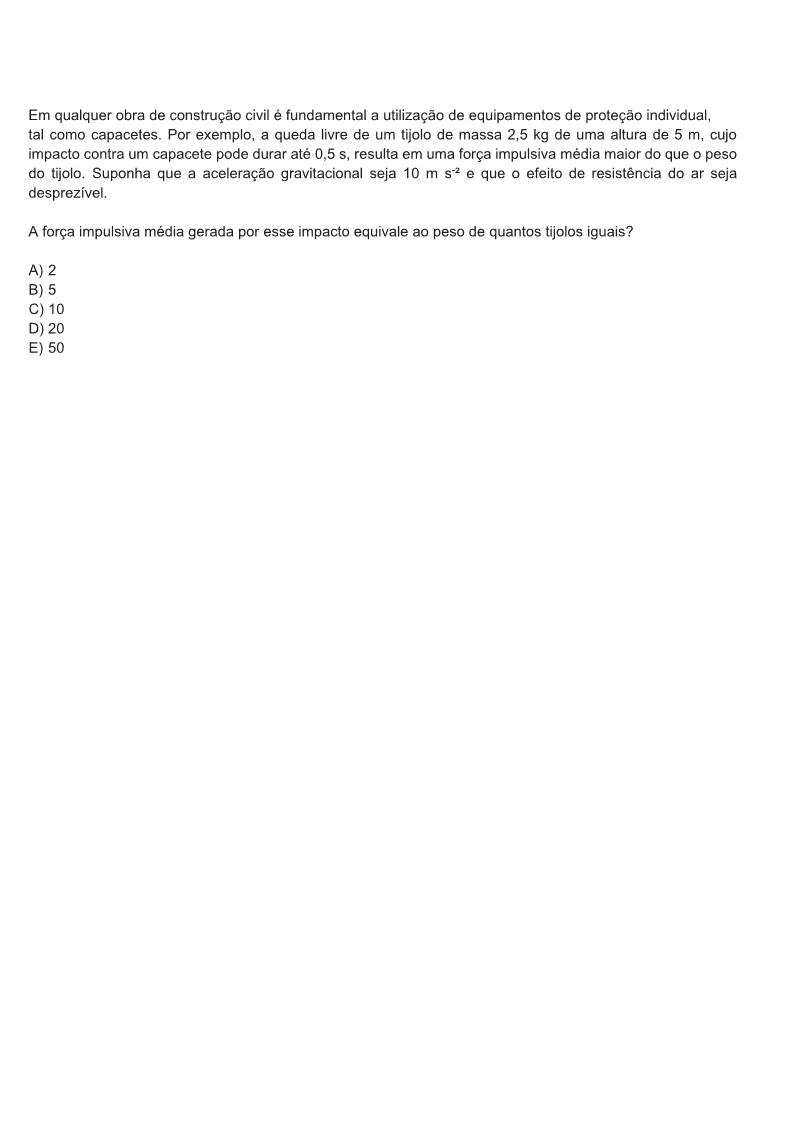 Em qualquer obra de construção civil é fundamental a utilização de equipamentos de proteção individual,
tal como capacetes. Por exemplo, a queda livre de um tijolo de massa 2,5 kg de uma altura de 5 m, cujo
impacto contra um capacete pode durar até 0,5 s, resulta em uma força impulsiva média maior do que o peso
do tijolo. Suponha que a aceleração gravitacional seja 10 m s⁻² e que o efeito de resistência do ar seja
desprezível.
A força impulsiva média gerada por esse impacto equivale ao peso de quantos tijolos iguais?
A) 2
B) 5
C) 10
D) 20
E) 50